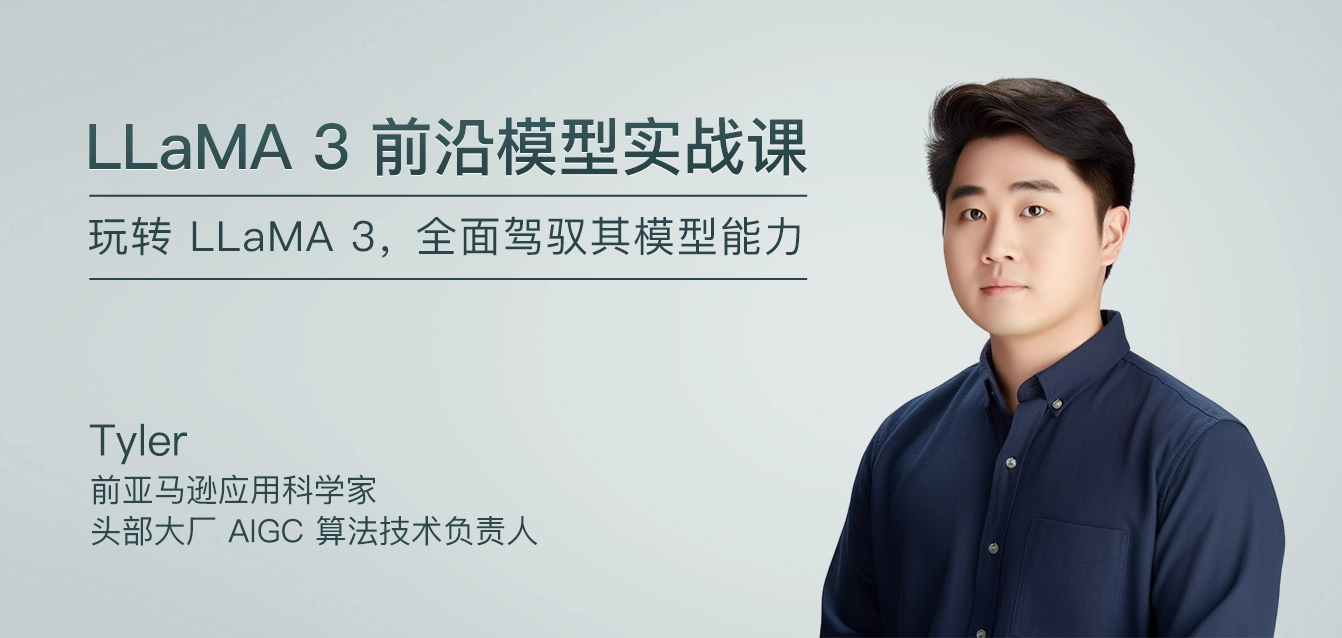 LLaMA 3 前沿模型实战课
玩转 LLaMA 3，全面驾驭其模型能力
Tyler
前亚马逊应用科学家
头部大厂 AIGC 算法技术负责人